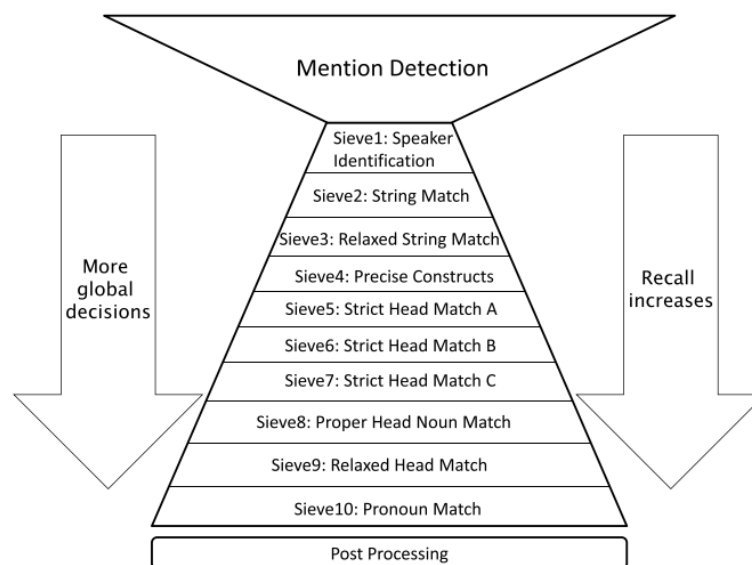 Mention Detection
Sieve1: Speaker
Identification
Sieve2: String Match
Sieve3: Relaxed String Match
Sieve4: Precise Constructs
Sieve5: Strict Head Match A
Sieve6: Strict Head Match B
Sieve7: Strict Head Match C
Sieve8: Proper Head Noun Match
Sieve9: Relaxed Head Match
Sieve10: Pronoun Match
Post Processing
More
global
decisions
Recall
increases